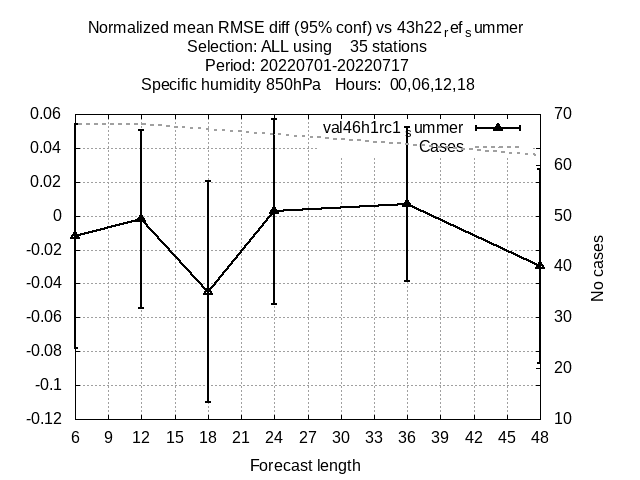 Normalized mean RMSE diff (95% conf) vs 43h22ref summer
Selection: ALL using 35 stations
Period: 20220701-20220717
Specific humidity 850hPa Hours: 00,06,12,18
val46h1rc1summer
Cases
0.06
0.04
0.02
0
-0.02
-0.04
-0.06
-0.08
-0.1
-0.12
70
60
50
40
30
20
10
No cases
6 9 12 15 18 21 24 27 30 33 36 39 42 45 48
Forecast length